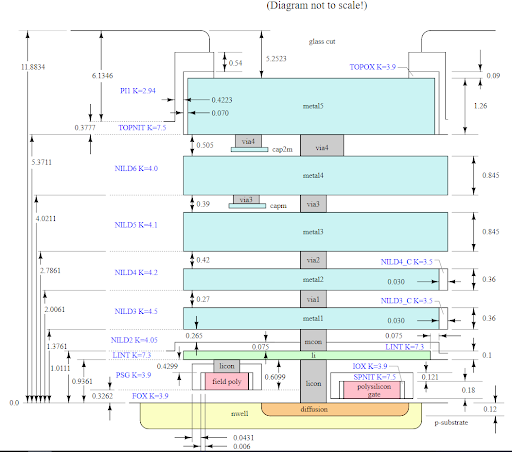 (Diagram not to scale!)
glass cut
11.8834
6.1346
0.54
5.2523
TOPOX K=3.9
0.09
PI1 K=2.94
0.4223
0.070
metal5
1.26
0.3777
TOPNIT K=7.5
0.505
via4
cap2m
via4
5.3711
NILD6 K=4.0
metal4
0.845
4.0211
0.39
via3
capm
via3
NILD5 K=4.1
metal3
0.845
0.42
via2
NILD4_C K=3.5
2.7861
NILD4 K=4.2
metal2
0.030
0.36
0.27
via1
NILD3_C K=3.5
2.0061
NILD3 K=4.5
metal1
0.030
0.36
0.265
0.075
1.3761
NILD2 K=4.05
0.075
mcon
LINT K=7.3
LINT K=7.3
li
0.1
1.0111
0.4299
licon
IOX K=3.9
0.9361
PSG K=3.9
field poly
0.6099
licon
SPNIT K=7.5
0.121
polysilicon
gate
0.18
0.3262
FOX K=3.9
0.0
nwell
diffusion
0.12
p-substrate
0.0431
0.006